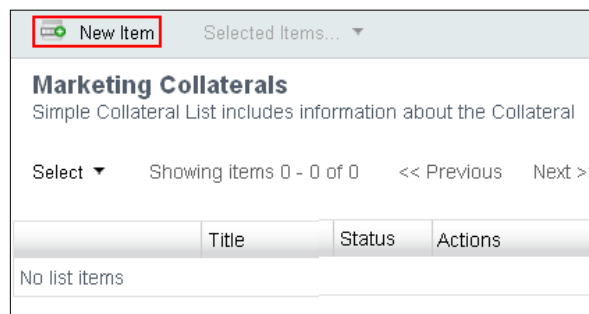 New Item Selected Items...
Marketing Collaterals
Simple Collateral List includes information about the Collateral
Select Showing items 0 - 0 of 0 << Previous Next >
Title Status Actions
No list items